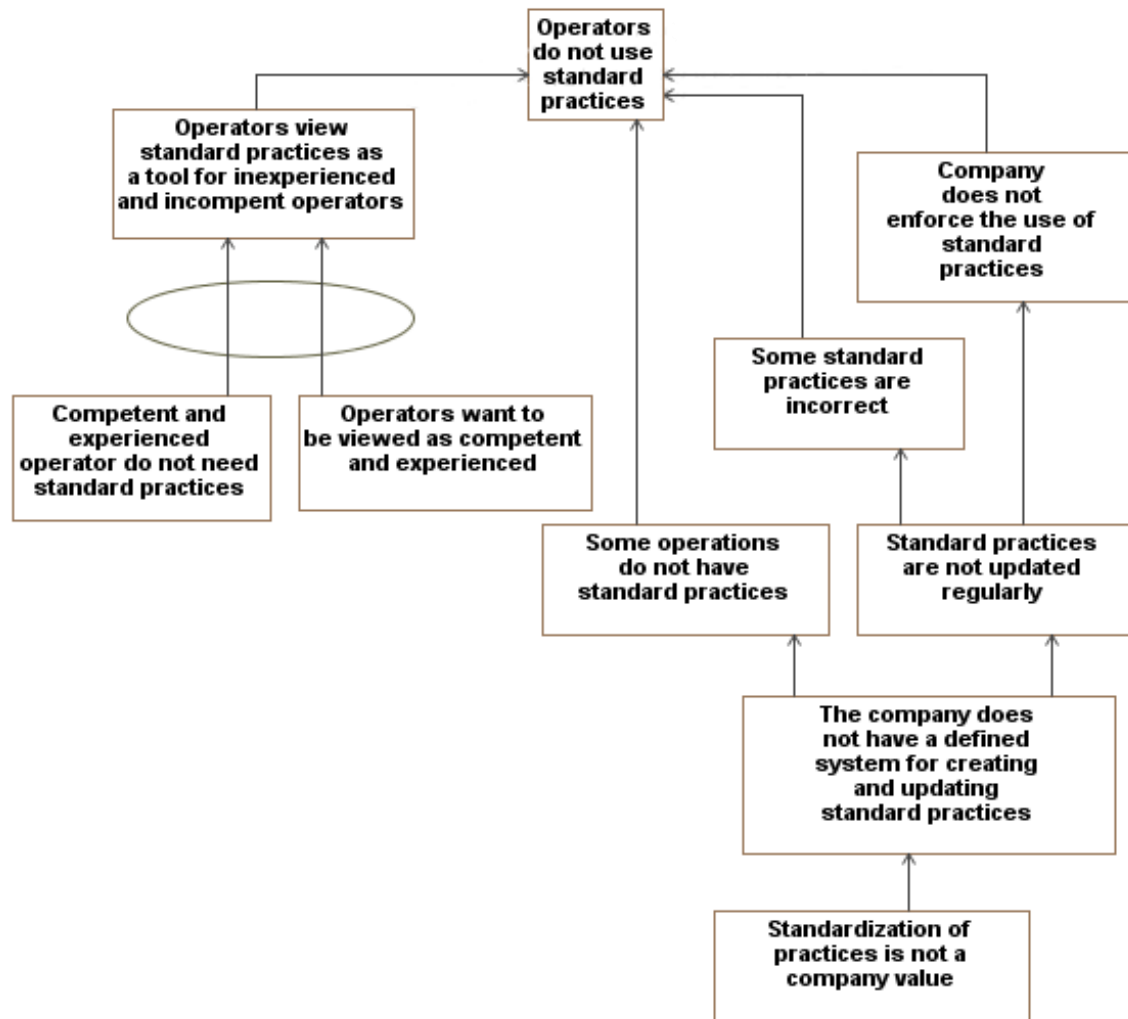 Operators
do not use
standard
practices
Operators view
standard practices as
a tool for inexperienced
and incompent operators
Company
does not
enforce the use of
standard
practices
Some standard
practices are
incorrect
Competent and
experienced
operator do not need
standard practices
Operators want to
be viewed as competent
and experienced
Some operations
do not have
standard practices
Standard practices
are not updated
regularly
The company does
not have a defined
system for creating
and updating
standard practices
Standardization of
practices is not a
company value